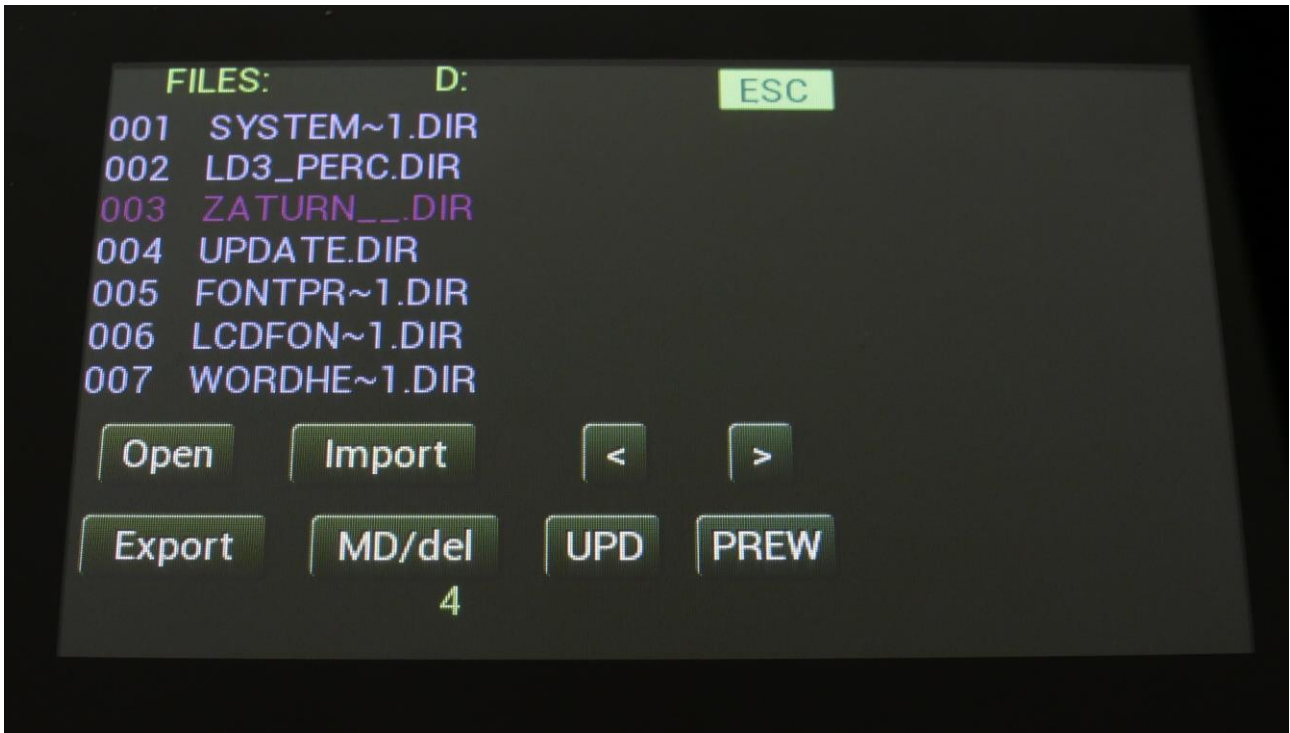 FILES: D: ESC
001 SYSTEM~1.DIR
002 LD3_PERC.DIR
003 ZATURN__.DIR
004 UPDATE.DIR
005 FONTPR~1.DIR
006 LCDFON~1.DIR
007 WORDHE~1.DIR
Open Import < >
Export MD/del UPD PREW
4